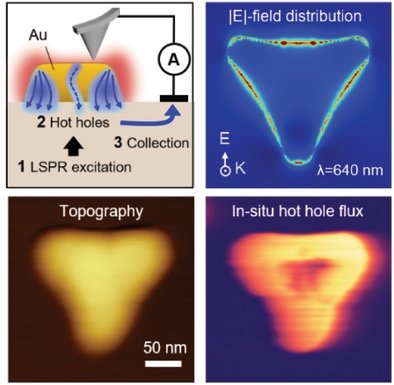 Au
A
2 Hot holes
3 Collection
1 LSPR excitation
|E|-field distribution
E
K
λ=640 nm
Topography
50 nm
In-situ hot hole flux